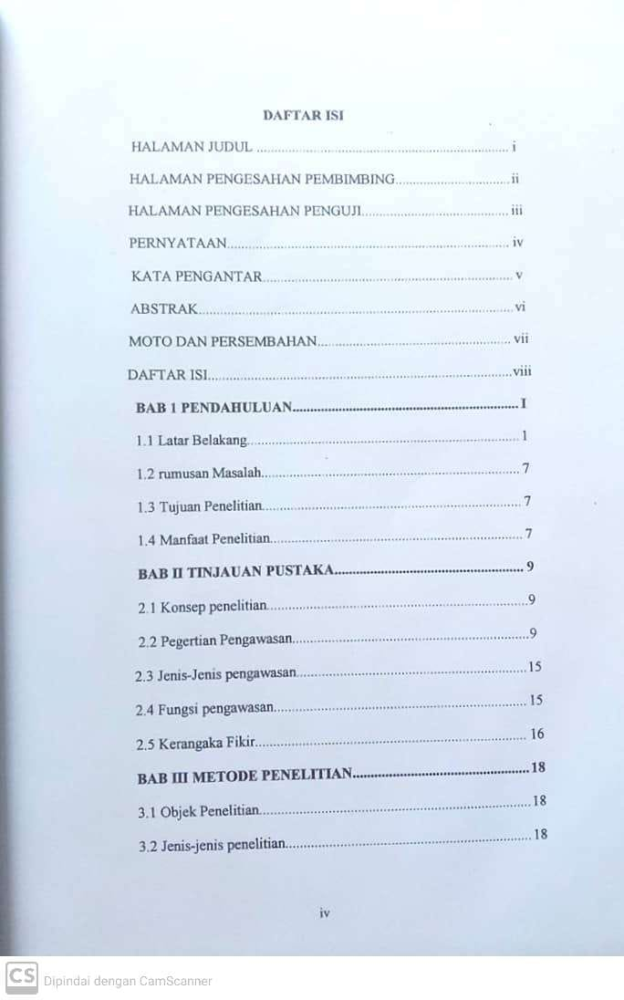 DAFTAR ISI
HALAMAN JUDUL ........................................................................ i
HALAMAN PENGESAHAN PEMBIMBING................................ ii
HALAMAN PENGESAHAN PENGUJI......................................... iii
PERNYATAAN................................................................................ iv
KATA PENGANTAR....................................................................... v
ABSTRAK......................................................................................... vi
MOTO DAN PERSEMBAHAN....................................................... vii
DAFTAR ISI...................................................................................... viii
BAB 1 PENDAHULUAN................................................................ I
1.1 Latar Belakang............................................................................. 1
1.2 rumusan Masalah......................................................................... 7
1.3 Tujuan Penelitian......................................................................... 7
1.4 Manfaat Penelitian....................................................................... 7
BAB II TINJAUAN PUSTAKA..................................................... 9
2.1 Konsep penelitian.........................................................................9
2.2 Pegertian Pengawasan..................................................................9
2.3 Jenis-Jenis pengawasan................................................................ 15
2.4 Fungsi pengawasan...................................................................... 15
2.5 Kerangaka Fikir............................................................................ 16
BAB III METODE PENELITIAN................................................. 18
3.1 Objek Penelitian........................................................................... 18
3.2 Jenis-jenis penelitian.................................................................... 18
iv
CS Dipindai dengan CamScanner